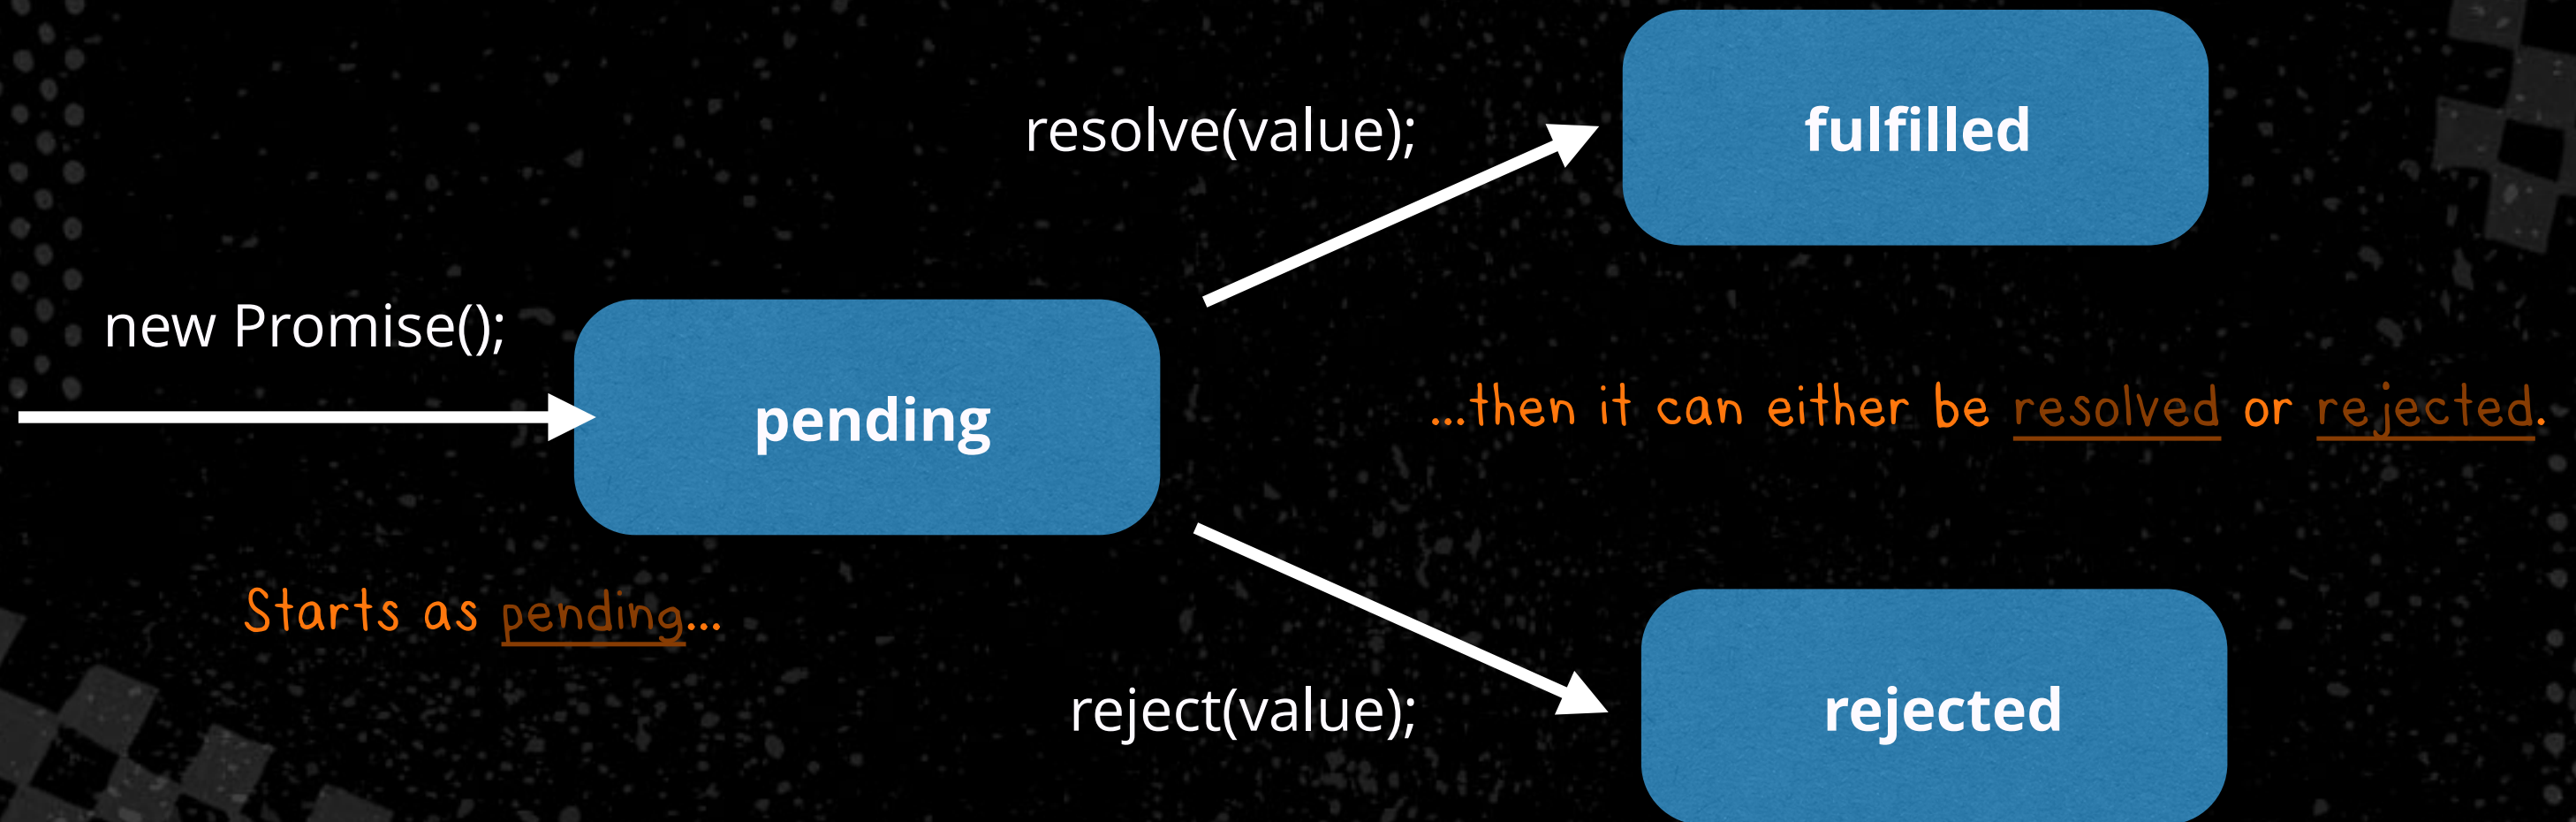 new Promise();
pending
Starts as pending...
resolve(value);
fulfilled
...then it can either be resolved or rejected.
reject(value);
rejected